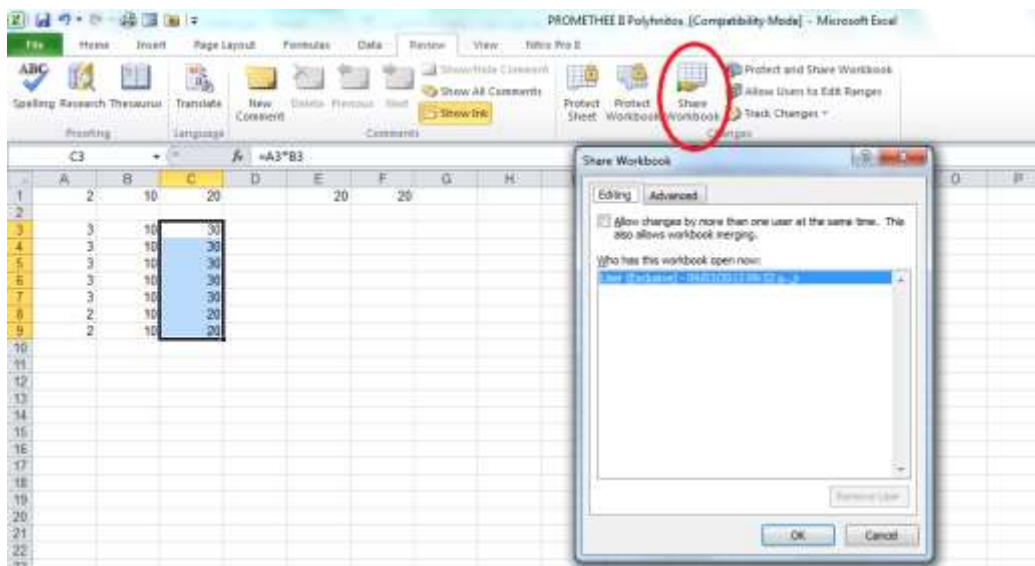 PROMETHEE II Polyfnitos [Compatibility Mode] - Microsoft Excel
File Home Insert Page Layout Formulas Data Review View Nitro Pro 8
ABC
Spelling Research Thesaurus Translate New Comment Delete Previous Next Show/Hide Comment Show All Comments Show Ink Protect Sheet Protect Workbook Share Workbook Protect and Share Workbook Allow Users to Edit Ranges Track Changes
Proofing Language Comments Changes
C3 fx =A3*B3
A B C D E F G H O P
1 2 10 20 20 20
2
3 3 10 30
4 3 10 30
5 3 10 30
6 3 10 30
7 3 10 30
8 2 10 20
9 2 10 20
10
11
12
13
14
15
16
17
18
19
20
21
22
Share Workbook
Editing Advanced
Allow changes by more than one user at the same time. This
also allows workbook merging.
Who has this workbook open now:
User (Exclusive) -
Remove User
OK Cancel